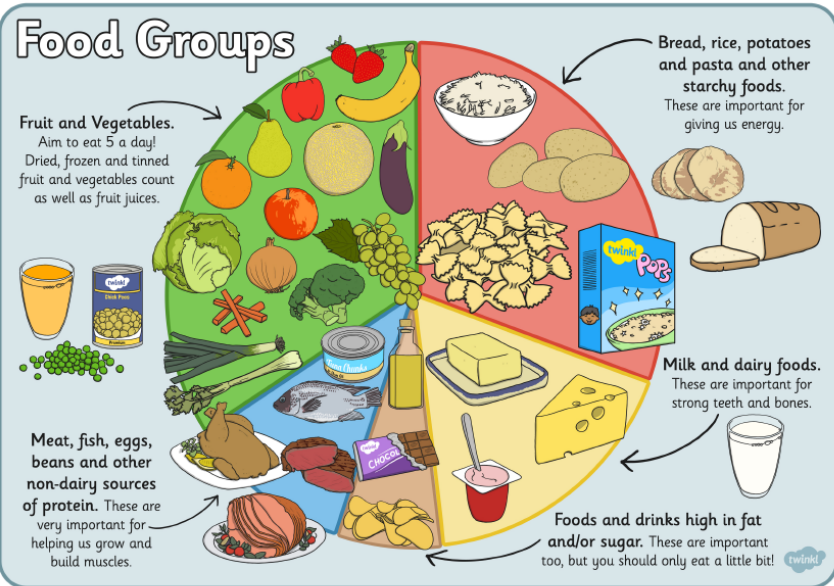 Food Groups
Fruit and Vegetables.
Aim to eat 5 a day!
Dried, frozen and tinned
fruit and vegetables count
as well as fruit juices.
Bread, rice, potatoes
and pasta and other
starchy foods.
These are important for
giving us energy.
twinkl
Pops
twinkl
Chick Peas
Tuna Chunks
Milk and dairy foods.
These are important for
strong teeth and bones.
Meat, fish, eggs,
beans and other
non-dairy sources
of protein. These are
very important for
helping us grow and
build muscles.
twinkl
CHOCOL
Foods and drinks high in fat
and/or sugar. These are important
too, but you should only eat a little bit!
twinkl